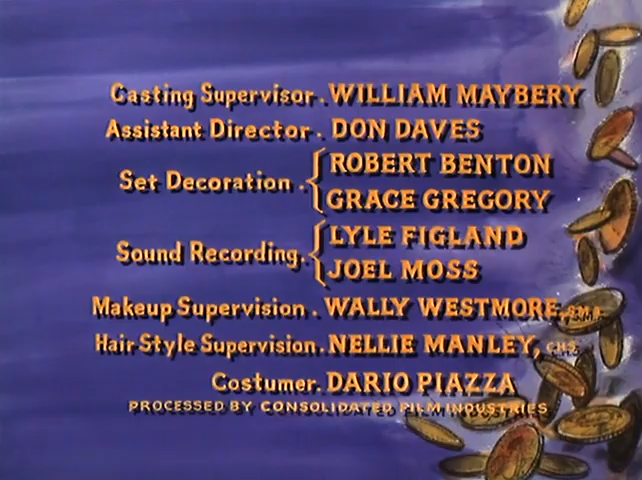 Casting Supervisor. WILLIAM MAYBERY
Assistant Director. DON DAVES
Set Decoration. ROBERT BENTON
GRACE GREGORY
Sound Recording. LYLE FIGLAND
JOEL MOSS
Makeup Supervision. WALLY WESTMORE, S.M.A.
Hair Style Supervision. NELLIE MANLEY, C.H.S.
Costumer. DARIO PIAZZA
PROCESSED BY CONSOLIDATED FILM INDUSTRIES